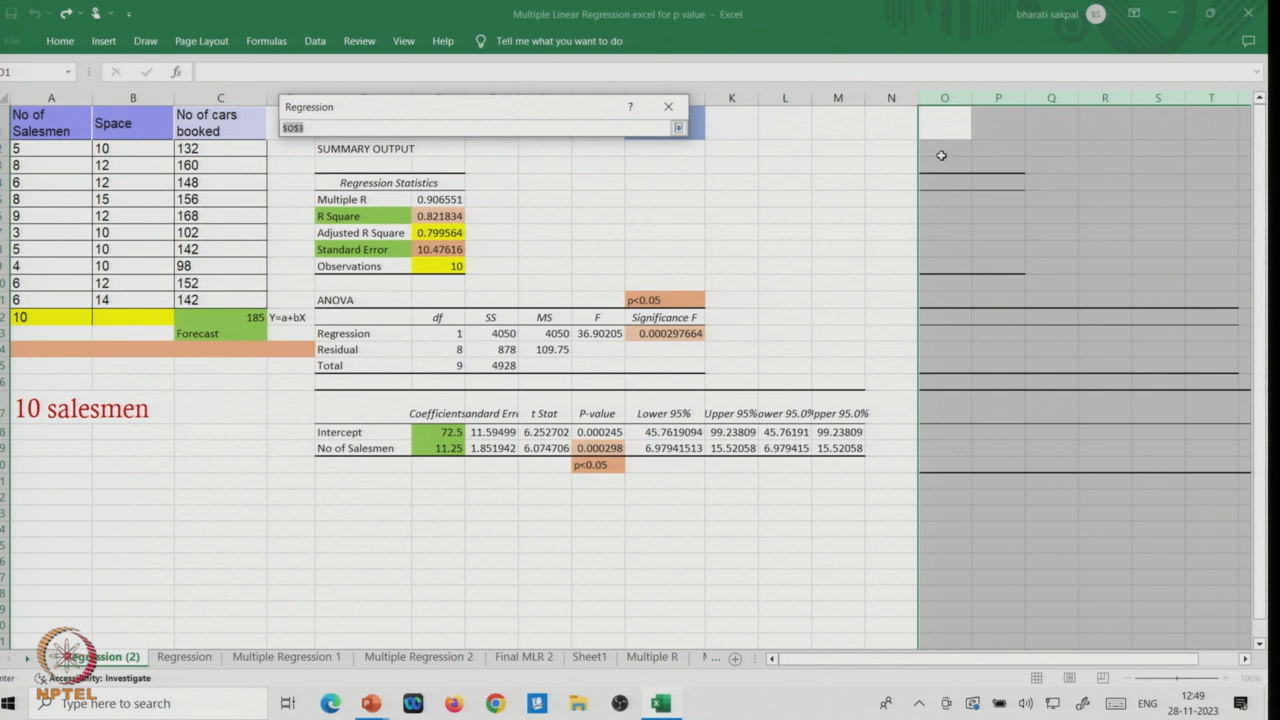 Multiple Linear Regression excel for p value - Excel
bharati sakpal BS
Home Insert Draw Page Layout Formulas Data Review View Help Tell me what you want to do
fx
A B C K L M N O P Q R S T
Regression ?
$O$3
No of Salesmen Space No of cars booked
5 10 132 SUMMARY OUTPUT
8 12 160
6 12 148 Regression Statistics
8 15 156 Multiple R 0.906551
9 12 168 R Square 0.821834
3 10 102 Adjusted R Square 0.799564
5 10 142 Standard Error 10.47616
4 10 98 Observations 10
6 12 152
6 14 142 ANOVA p<0.05
10 185 Y=a+bX df SS MS F Significance F
Forecast Regression 1 4050 4050 36.90205 0.000297664
Residual 8 878 109.75
Total 9 4928
10 salesmen
Coefficients andard Erro t Stat P-value Lower 95% Upper 95% ower 95.0% pper 95.0%
Intercept 72.5 11.59499 6.252702 0.000245 45.7619094 99.23809 45.76191 99.23809
No of Salesmen 11.25 1.851942 6.074706 0.000298 6.97941513 15.52058 6.979415 15.52058
p<0.05
Regression (2) Regression Multiple Regression 1 Multiple Regression 2 Final MLR 2 Sheet1 Multiple R
Accessibility: Investigate 100%
NPTEL
Type here to search
ENG
12:49
28-11-2023